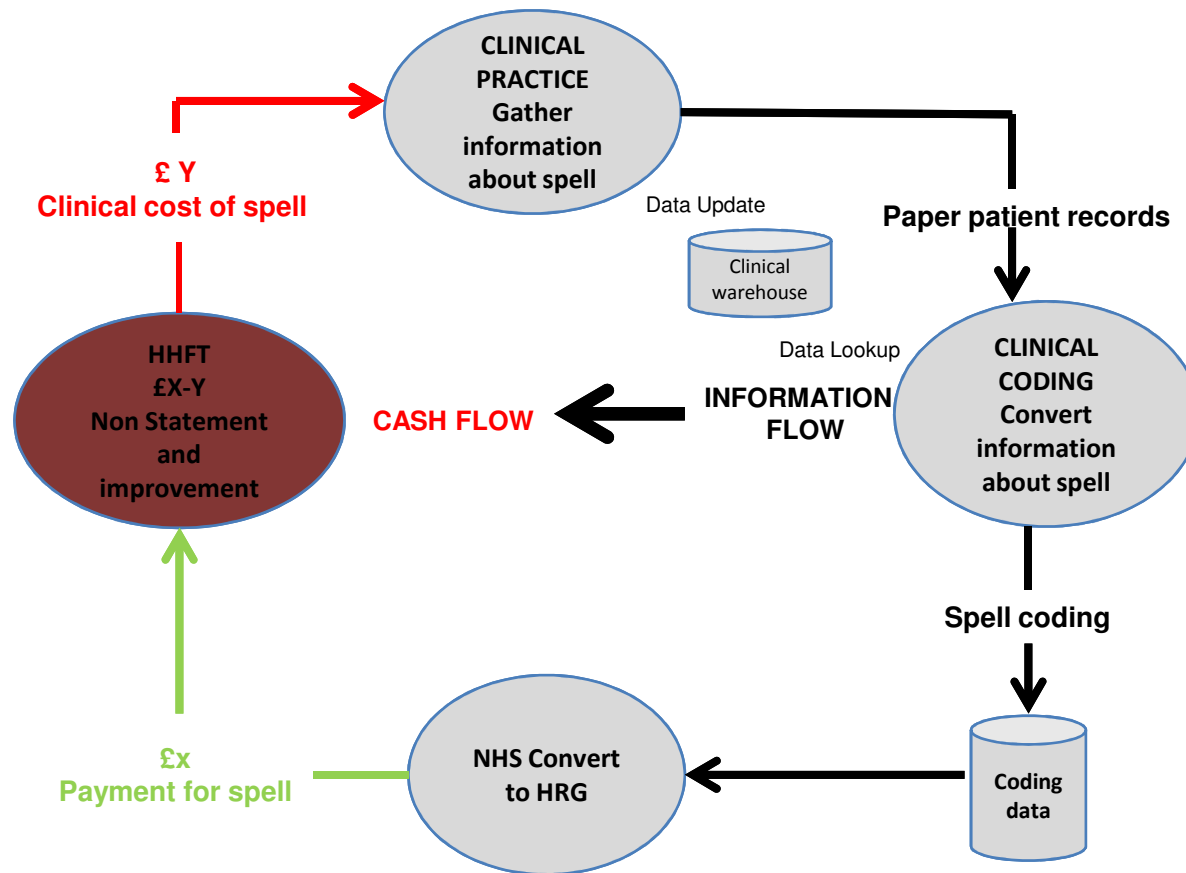 CLINICAL
PRACTICE
Gather
information
about spell
£ Y
Clinical cost of spell
Data Update
Paper patient records
Clinical
warehouse
HHFT
£X-Y
Non Statement
and
improvement
CASH FLOW
INFORMATION
FLOW
Data Lookup
CLINICAL
CODING
Convert
information
about spell
Spell coding
£x
Payment for spell
NHS Convert
to HRG
Coding
data